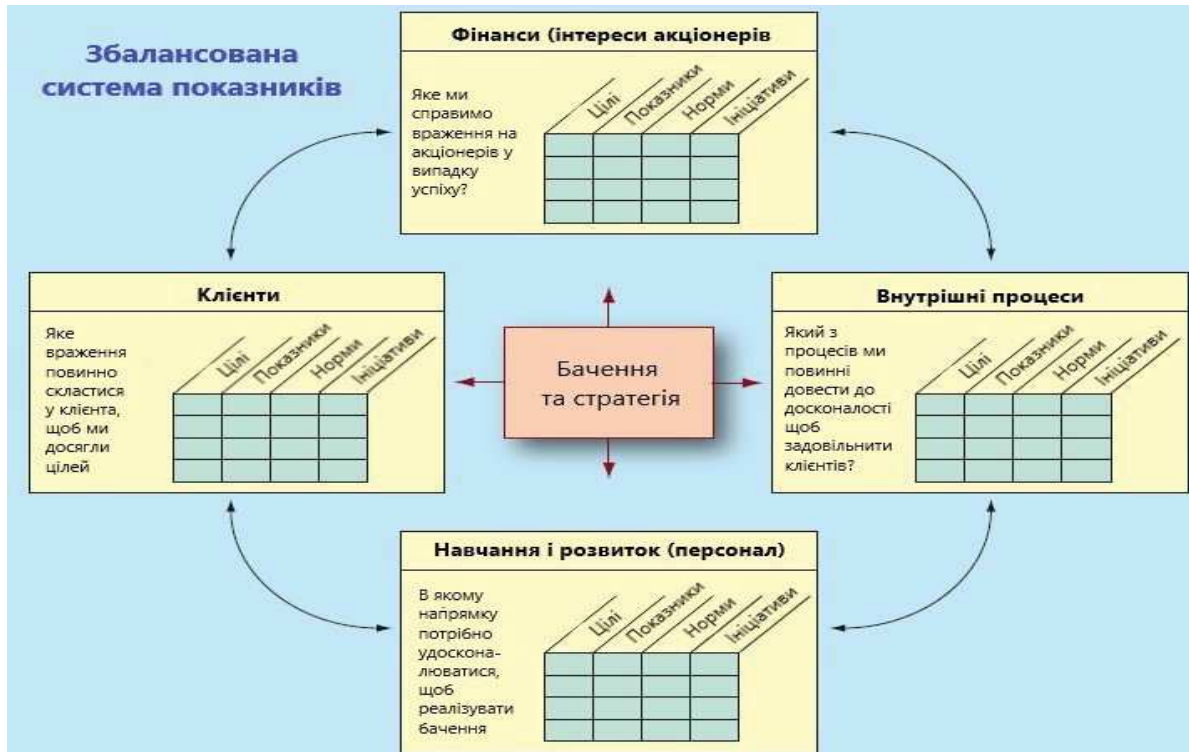 Збалансована
система показників
Фінанси (інтереси акціонерів
Яке ми
справимо
враження на
акціонерів у
випадку
успіху?
Цілі
Показники
Норми
Ініціативи
Клієнти
Яке
враження
повинно
скластися
у клієнта,
щоб ми
досягли
цілей
Цілі
Показники
Норми
Ініціативи
Бачення
та стратегія
Внутрішні процеси
Який з
процесів ми
повинні
довести до
досконалості
щоб
задовільнити
клієнтів?
Цілі
Показники
Норми
Ініціативи
Навчання і розвиток (персонал)
В якому
напрямку
потрібно
удоскона-
люватися,
щоб
реалізувати
бачення
Цілі
Показники
Норми
Ініціативи